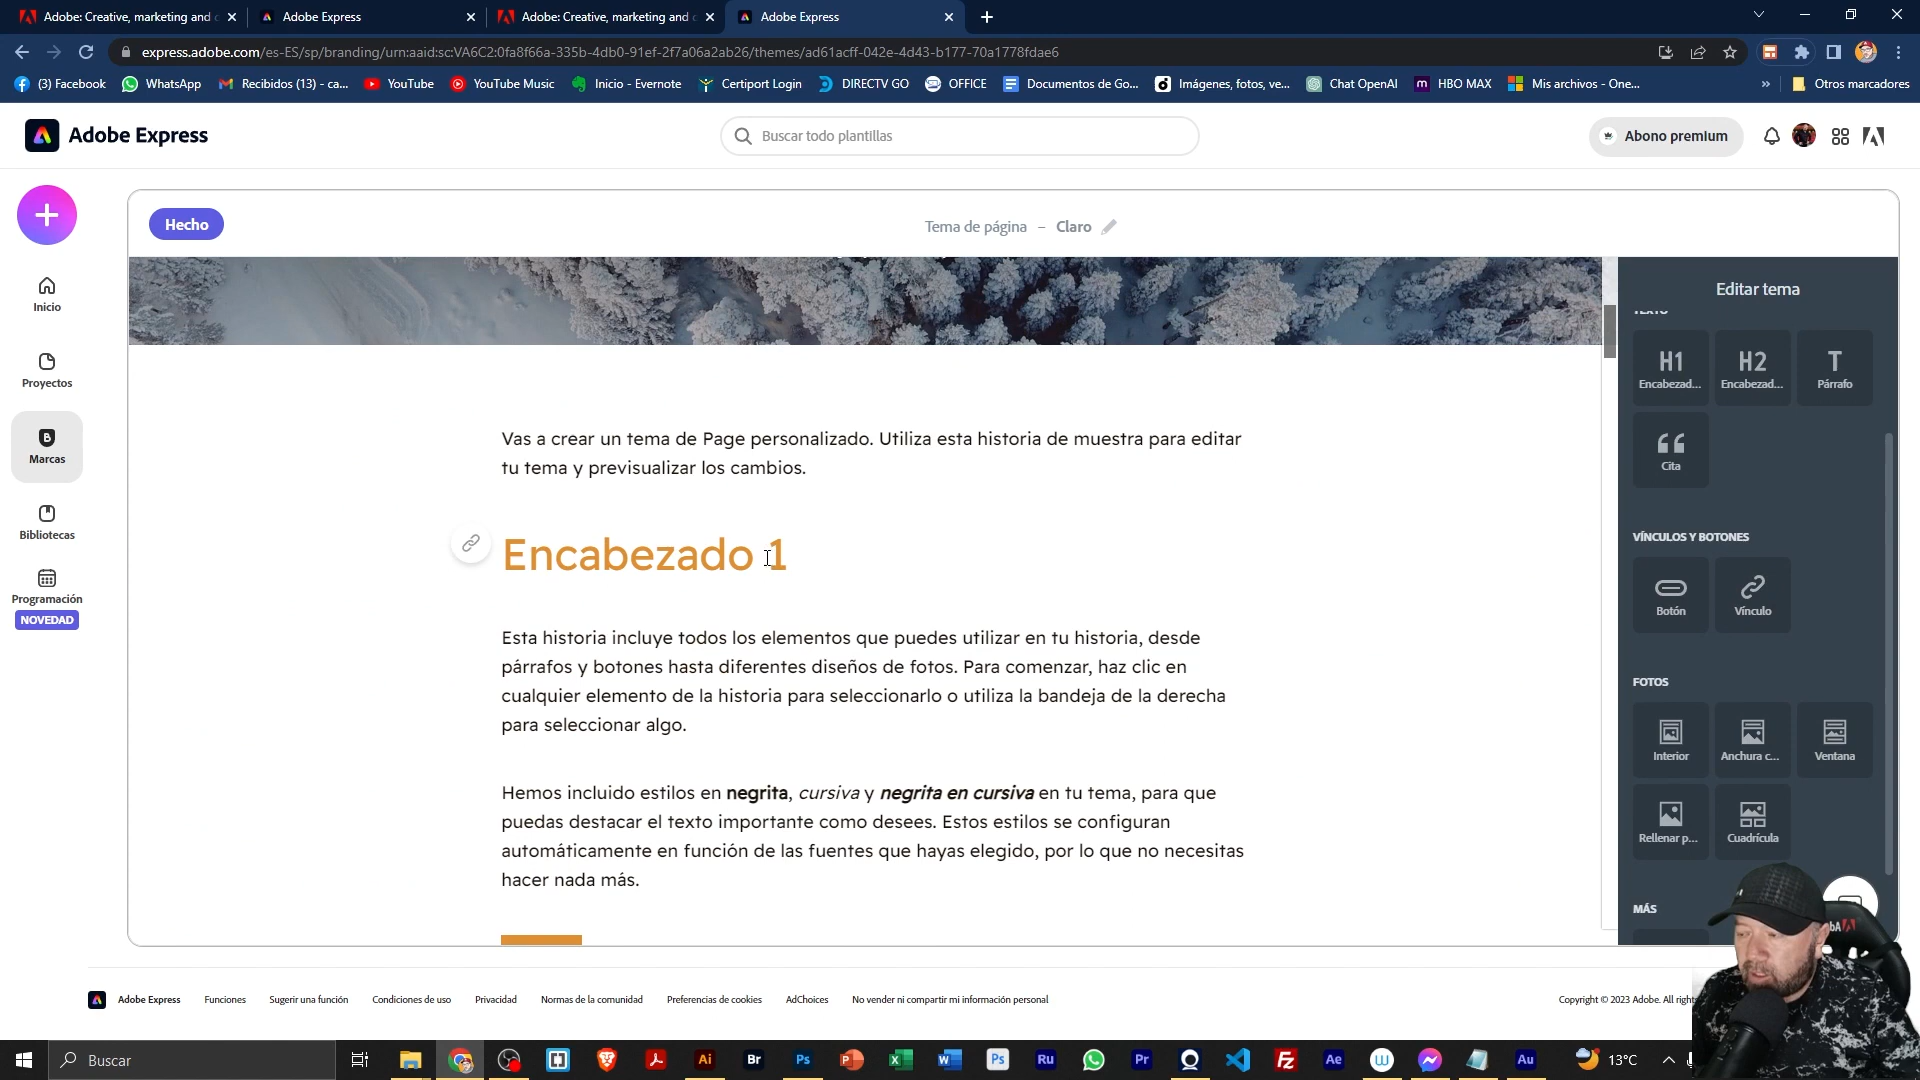 Adobe: Creative, marketing and
Adobe Express
Adobe: Creative, marketing and
Adobe Express
express.adobe.com/es-ES/sp/branding/urn:aaid:sc:VA6C2:0fa8f66a-335b-4db0-91ef-2f7a06a2ab26/themes/ad61acff-042e-4d43-b177-70a1778fdae6
(3) Facebook
WhatsApp
Recibidos (13) - ca...
YouTube
YouTube Music
Inicio - Evernote
Certiport Login
DIRECTV GO
OFFICE
Documentos de Go...
Imágenes, fotos, ve...
Chat OpenAI
HBO MAX
Mis archivos - One...
»
Otros marcadores
Adobe Express
Buscar todo plantillas
Abono premium
Inicio
Proyectos
Marcas
Bibliotecas
Programación
NOVEDAD
Hecho
Tema de página – Claro
Vas a crear un tema de Page personalizado. Utiliza esta historia de muestra para editar
tu tema y previsualizar los cambios.
Encabezado 1
Esta historia incluye todos los elementos que puedes utilizar en tu historia, desde
párrafos y botones hasta diferentes diseños de fotos. Para comenzar, haz clic en
cualquier elemento de la historia para seleccionarlo o utiliza la bandeja de la derecha
para seleccionar algo.
Hemos incluido estilos en negrita, cursiva y negrita en cursiva en tu tema, para que
puedas destacar el texto importante como desees. Estos estilos se configuran
automáticamente en función de las fuentes que hayas elegido, por lo que no necesitas
hacer nada más.
Editar tema
TEXTO
H1 H2 T
Encabezad... Encabezad... Párrafo
Cita
VÍNCULOS Y BOTONES
Botón Vínculo
FOTOS
Interior Anchura c... Ventana
Rellenar p... Cuadrícula
MÁS
Adobe Express
Funciones
Sugerir una función
Condiciones de uso
Privacidad
Normas de la comunidad
Preferencias de cookies
AdChoices
No vender ni compartir mi información personal
Copyright © 2023 Adobe. All rights
Buscar
Ai
Br
Ps
Ps
Ru
Pr
Ae
Au
13°C